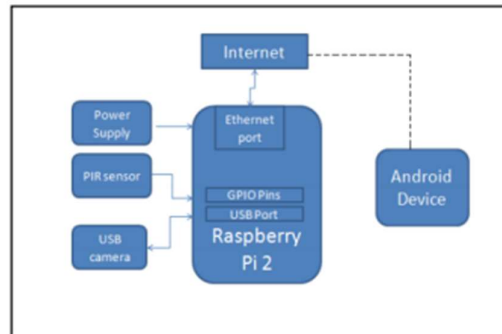 Internet
Power
Supply
Ethernet
port
PIR sensor
GPIO Pins
USB Port
USB
camera
Raspberry
Pi 2
Android
Device